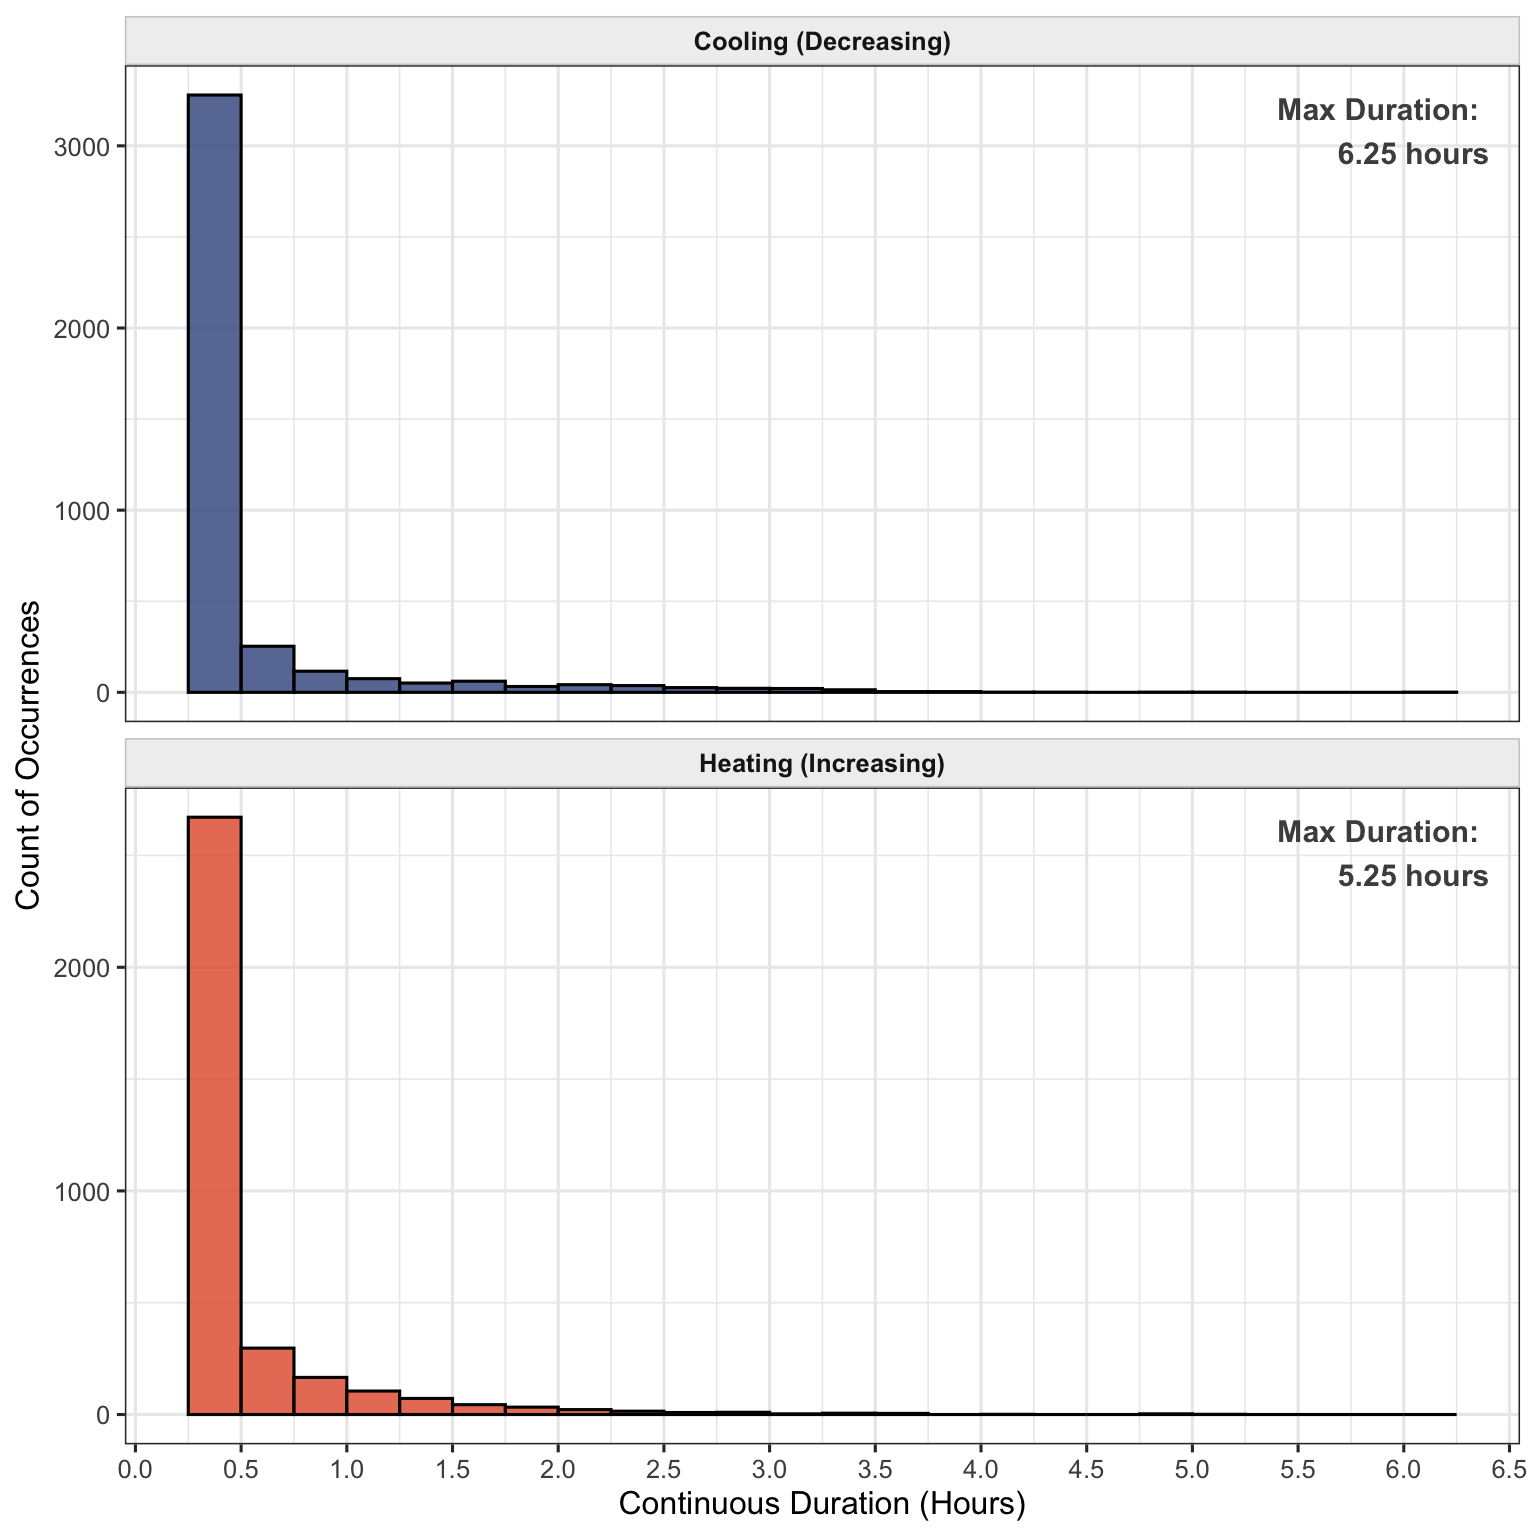 Cooling (Decreasing)
Max Duration:
6.25 hours
3000
2000
1000
0
Count of Occurrences
Heating (Increasing)
Max Duration:
5.25 hours
2000
1000
0
0.0 0.5 1.0 1.5 2.0 2.5 3.0 3.5 4.0 4.5 5.0 5.5 6.0 6.5
Continuous Duration (Hours)